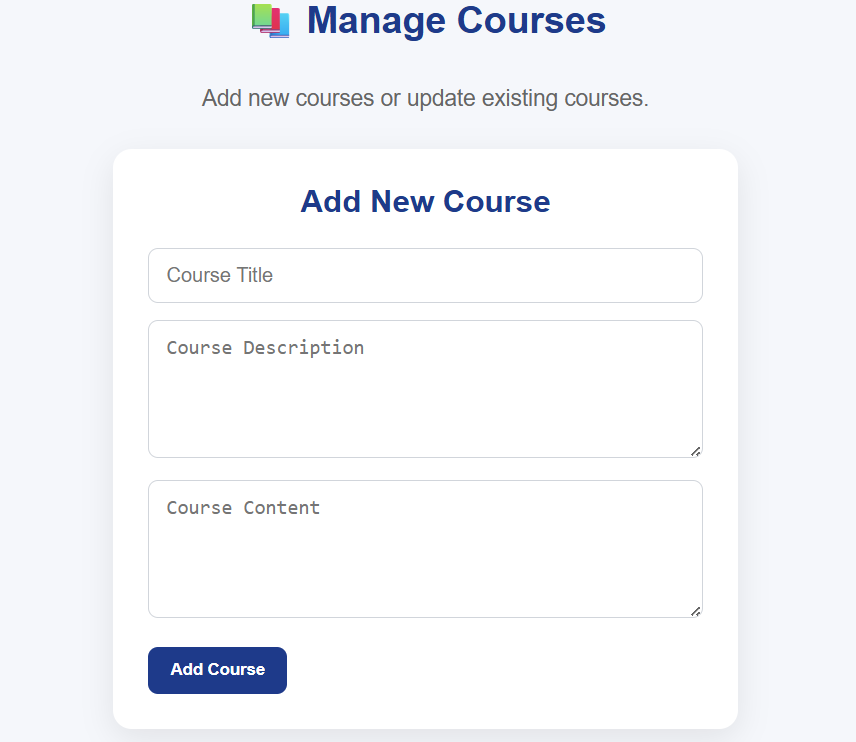 Manage Courses
Add new courses or update existing courses.
Add New Course
Course Title
Course Description
Course Content
Add Course